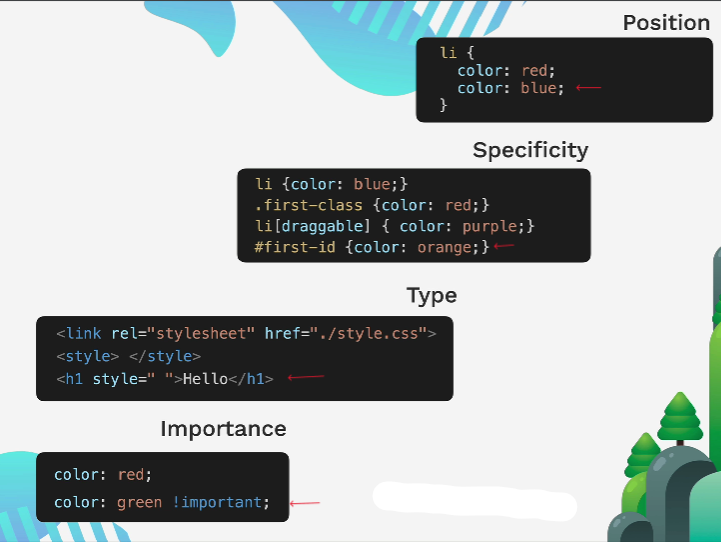 Position
li {
color: red;
color: blue;
}
Specificity
li {color: blue;}
.first-class {color: red;}
li[draggable] { color: purple;}
#first-id {color: orange;}
Type
<link rel="stylesheet" href="./style.css">
<style> </style>
<h1 style=" ">Hello</h1>
Importance
color: red;
color: green !important;